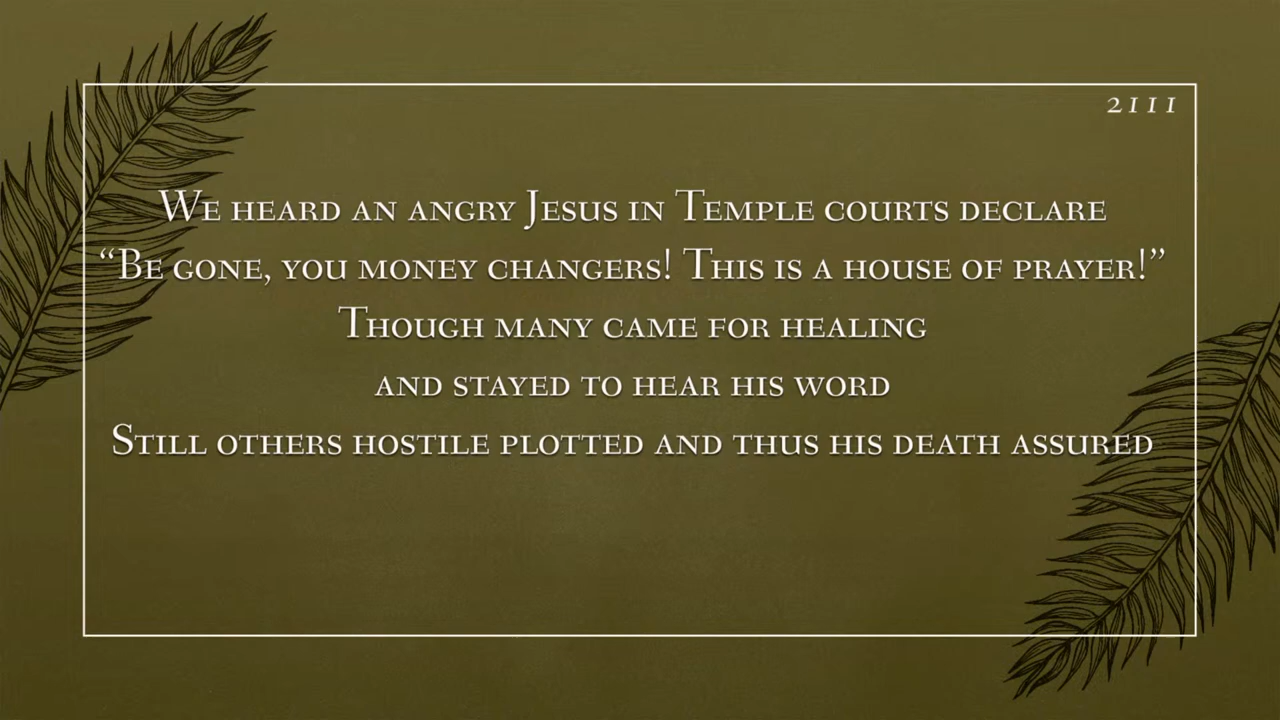 2111
We heard an angry Jesus in Temple courts declare
“Be gone, you money changers! This is a house of prayer!”
Though many came for healing
and stayed to hear his word
Still others hostile plotted and thus his death assured